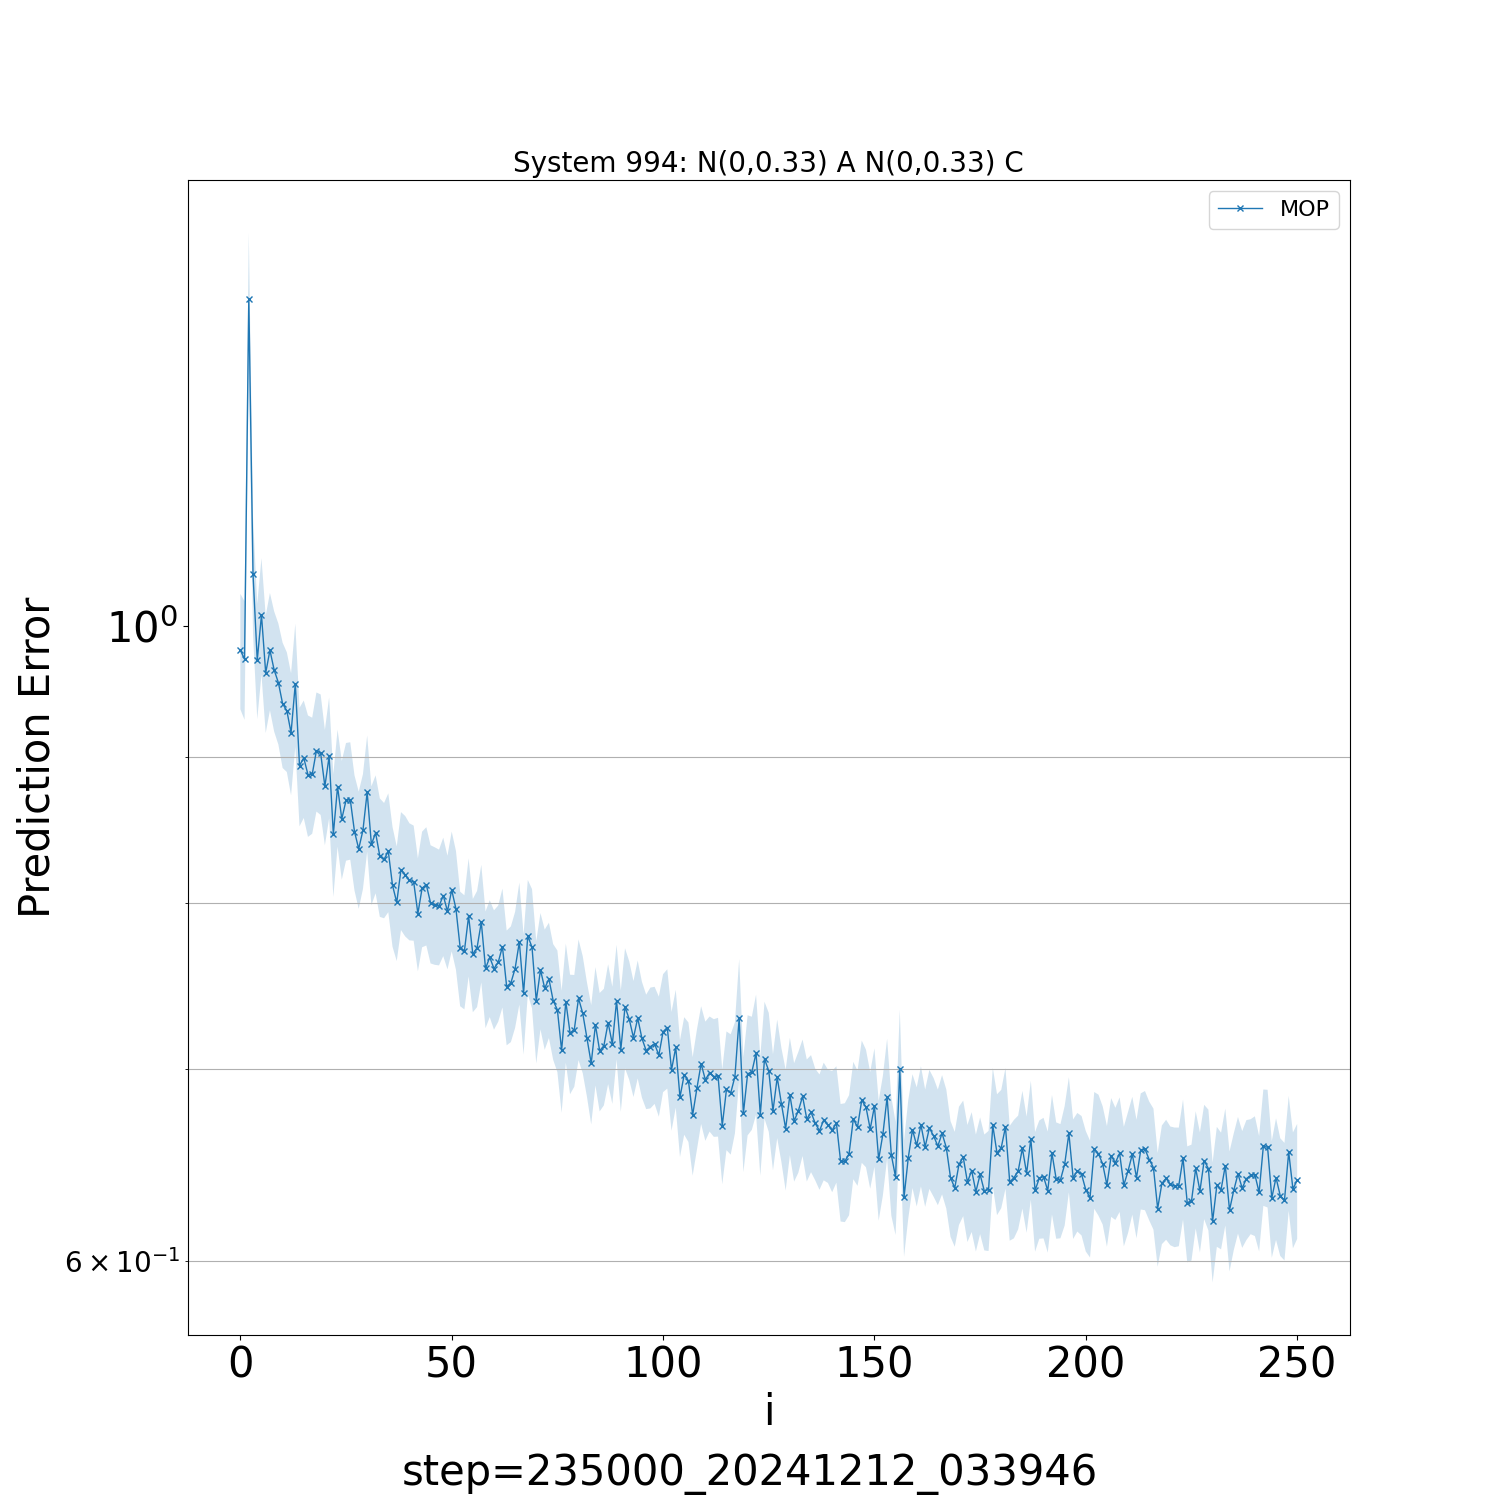 System 994: N(0,0.33) A N(0,0.33) C
MOP
Prediction Error
10⁰
6 × 10⁻¹
0 50 100 150 200 250
i
step=235000_20241212_033946